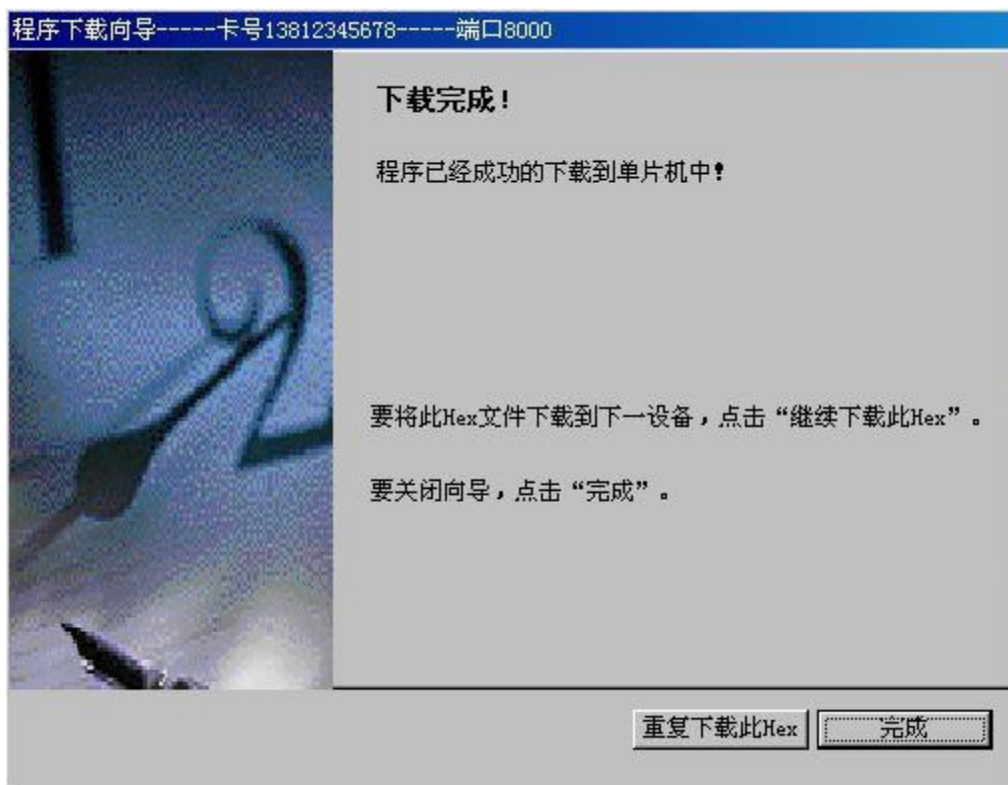 程序下载向导-----卡号13812345678-----端口8000
下载完成!
程序已经成功的下载到单片机中!
要将此Hex文件下载到下一设备,点击“继续下载此Hex”。
要关闭向导,点击“完成”。
重复下载此Hex
完成